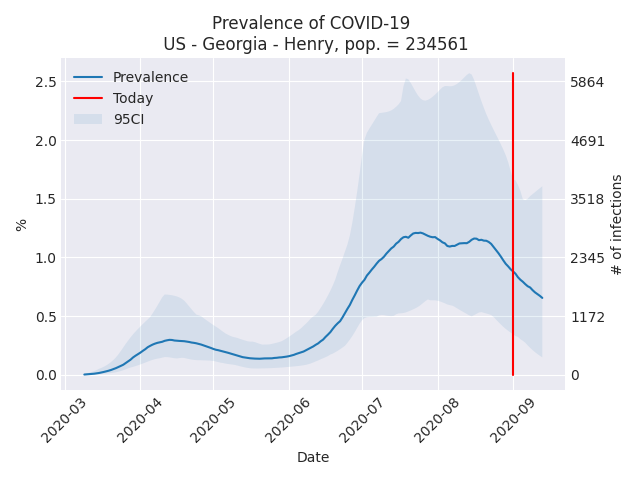 Prevalence of COVID-19
US - Georgia - Henry, pop. = 234561
Prevalence
Today
95CI
2.5
2.0
1.5
1.0
0.5
0.0
%
5864
4691
3518
2345
1172
0
# of infections
2020-03
2020-04
2020-05
2020-06
2020-07
2020-08
2020-09
Date